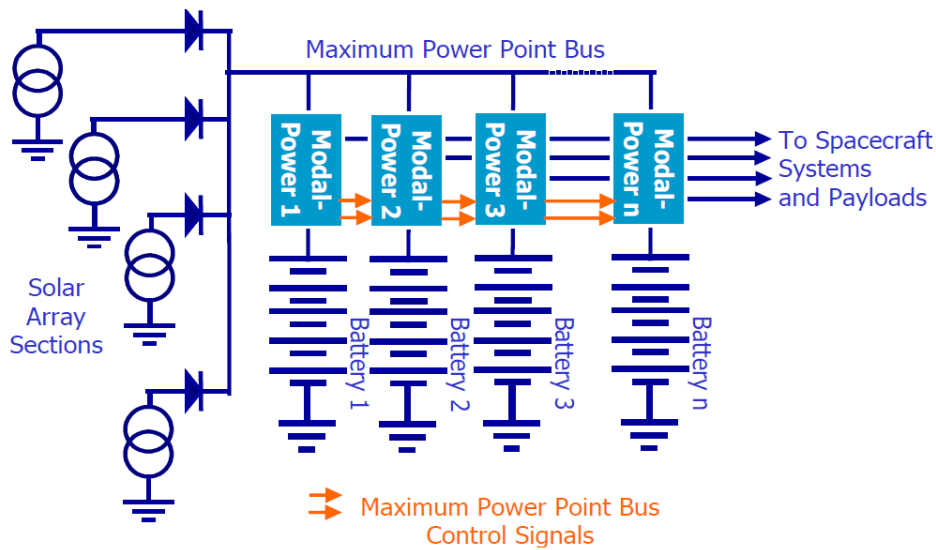 Maximum Power Point Bus
Modal-
Power 1
Modal-
Power 2
Modal-
Power 3
Modal-
Power n
To Spacecraft
Systems
and Payloads
Solar
Array
Sections
Battery 1
Battery 2
Battery 3
Battery n
Maximum Power Point Bus
Control Signals